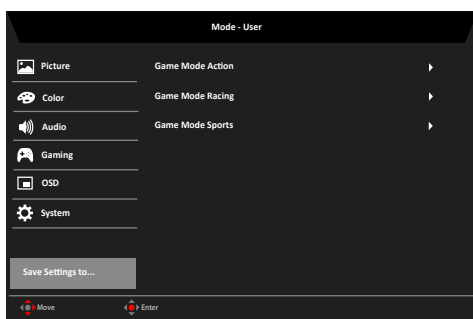 Mode - User
Picture
Game Mode Action
Color
Game Mode Racing
Audio
Game Mode Sports
Gaming
OSD
System
Save Settings to...
Move
Enter